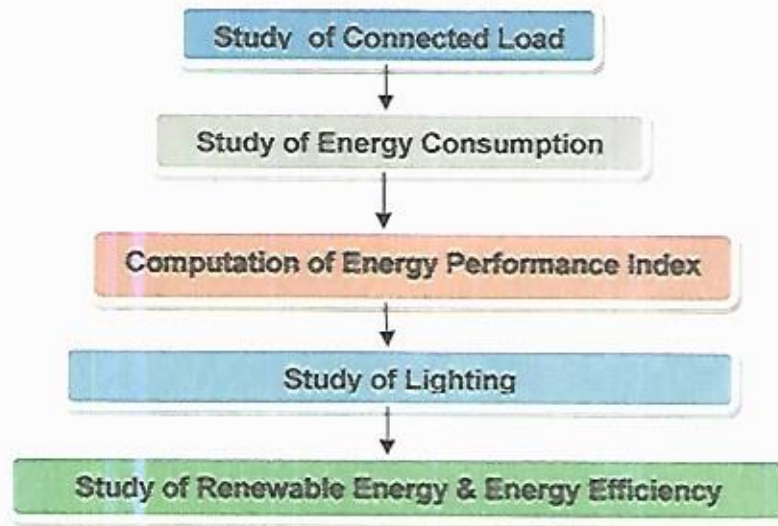 Study of Connected Load
Study of Energy Consumption
Computation of Energy Performance Index
Study of Lighting
Study of Renewable Energy & Energy Efficiency